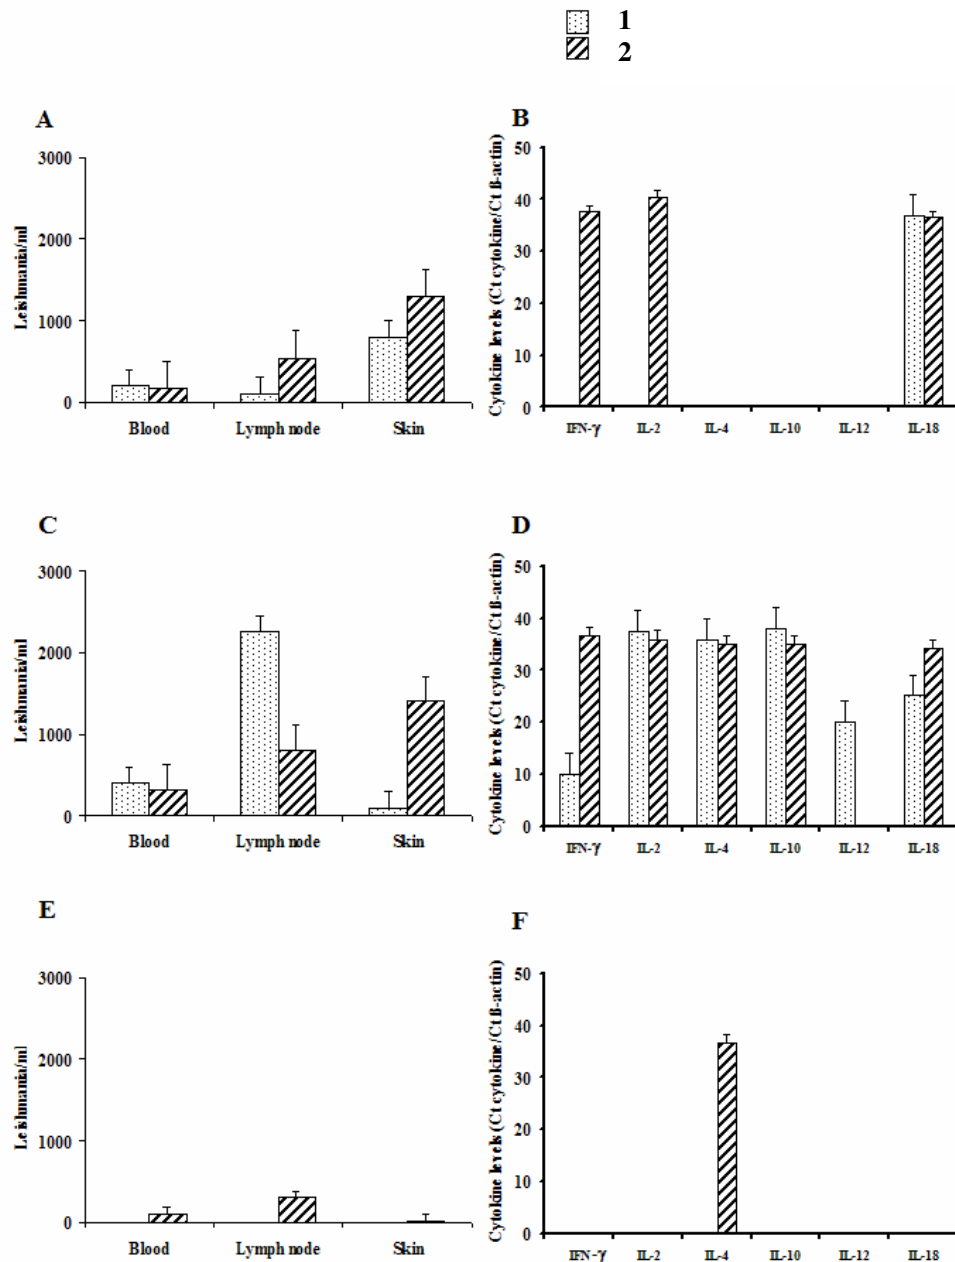 1
2
A
3000
2000
1000
0
Leishmania/ml
Blood Lymph node Skin
B
Cytokine levels (Ct cytokine/Ct ß-actin)
50
40
30
20
10
0
IFN-γ IL-2 IL-4 IL-10 IL-12 IL-18
C
3000
2000
1000
0
Leishmania/ml
Blood Lymph node Skin
D
Cytokine levels (Ct cytokine/Ct ß-actin)
50
40
30
20
10
0
IFN-γ IL-2 IL-4 IL-10 IL-12 IL-18
E
3000
2000
1000
0
Leishmania/ml
Blood Lymph node Skin
F
Cytokine levels (Ct cytokine/Ct ß-actin)
50
40
30
20
10
0
IFN-γ IL-2 IL-4 IL-10 IL-12 IL-18